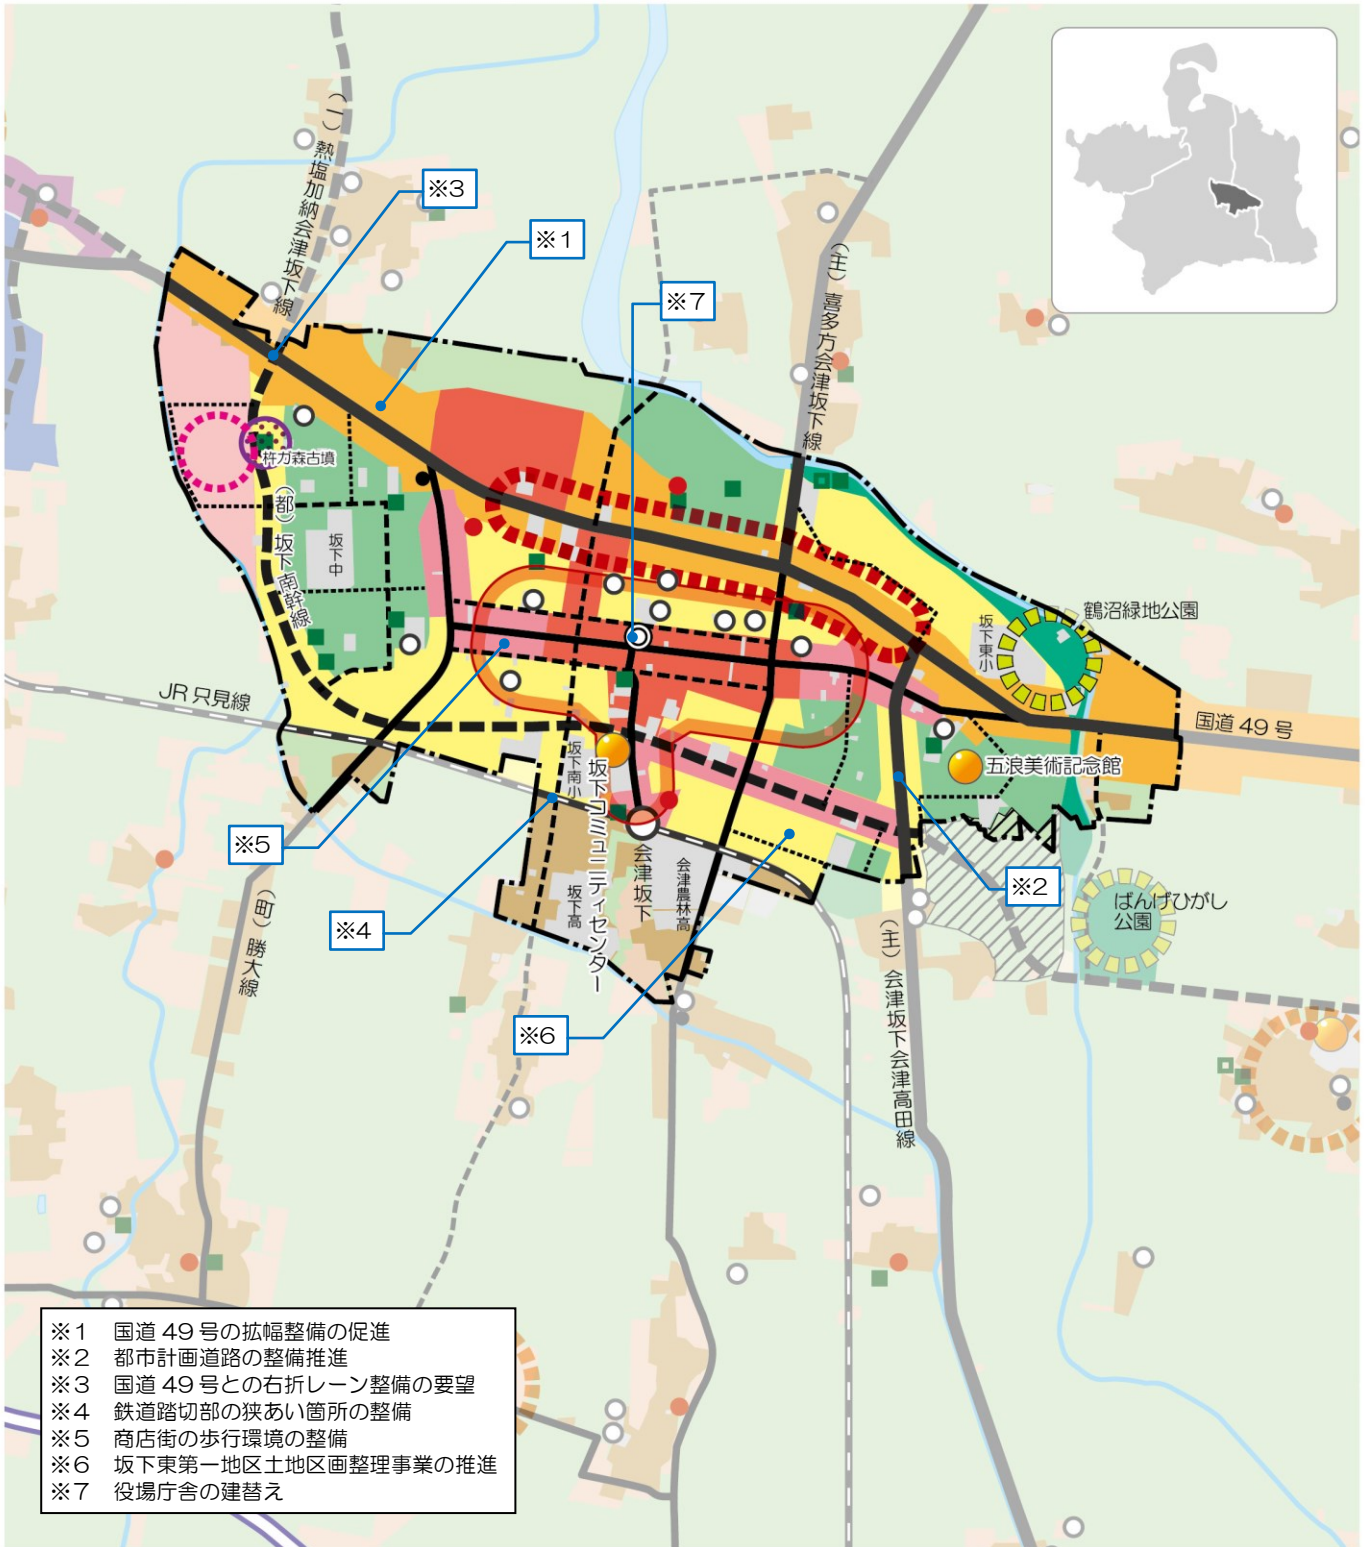 ※3
※1
※7
(一)熱塩加納会津坂下線
(主)喜多方会津坂下線
杵ガ森古墳
(都)坂下南幹線
坂下中
鶴沼緑地公園
坂下東小
JR只見線
国道49号
五浪美術記念館
坂下南小
坂下コミュニティセンター
会津坂下
会津農林高
坂下高
※5
※4
※2
※6
ばんげひがし
公園
(町)勝大線
(主)会津坂下会津高田線
※1 国道49号の拡幅整備の促進
※2 都市計画道路の整備推進
※3 国道49号との右折レーン整備の要望
※4 鉄道踏切部の狭あい箇所の整備
※5 商店街の歩行環境の整備
※6 坂下東第一地区土地区画整理事業の推進
※7 役場庁舎の建替え